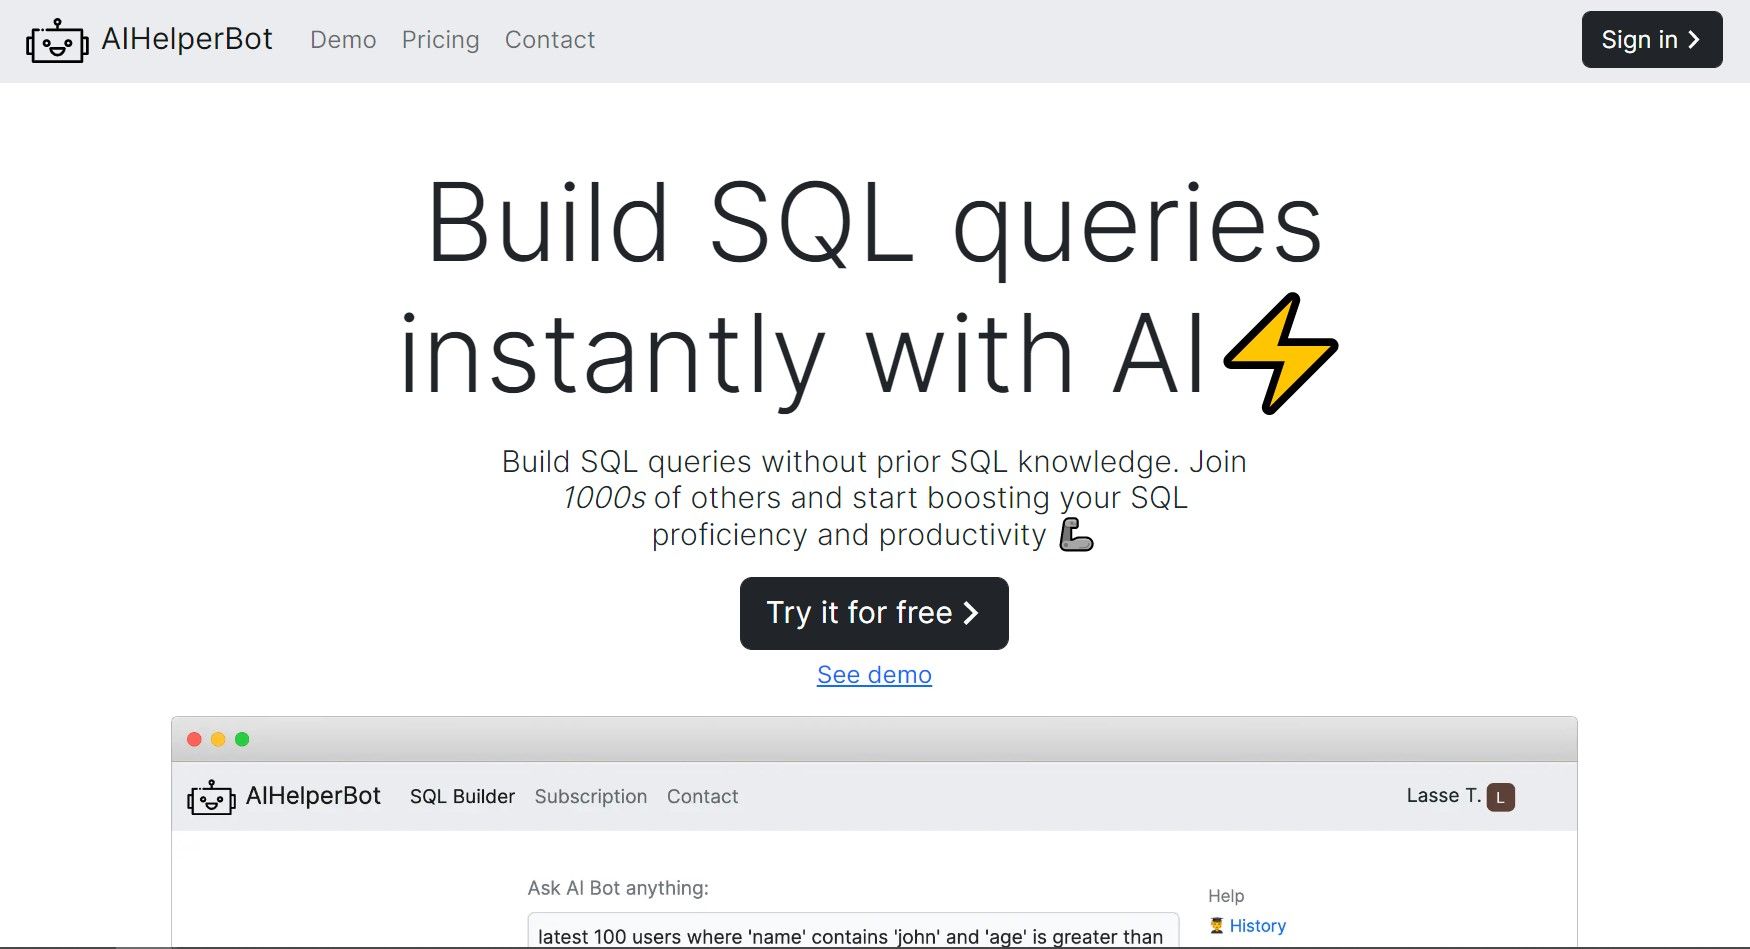 AIHelperBot Demo Pricing Contact Sign in
Build SQL queries
instantly with AI
Build SQL queries without prior SQL knowledge. Join
1000s of others and start boosting your SQL
proficiency and productivity
Try it for free
See demo
AIHelperBot SQL Builder Subscription Contact Lasse T. L
Ask AI Bot anything:
Help
History
latest 100 users where 'name' contains 'john' and 'age' is greater than